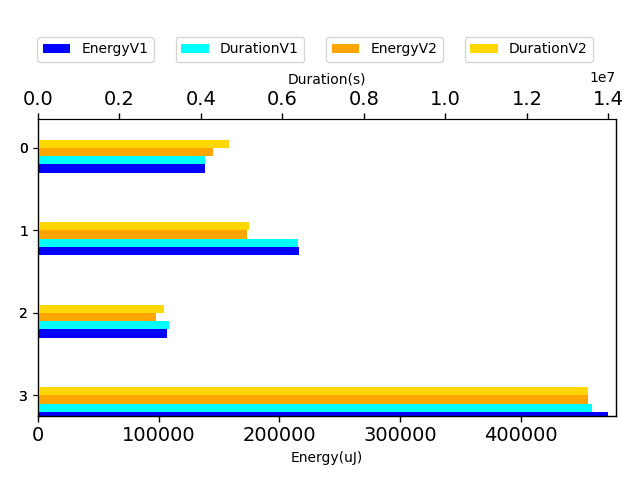 EnergyV1 DurationV1 EnergyV2 DurationV2
Duration(s)
1e7
0.0 0.2 0.4 0.6 0.8 1.0 1.2 1.4
0
1
2
3
0 100000 200000 300000 400000
Energy(uJ)